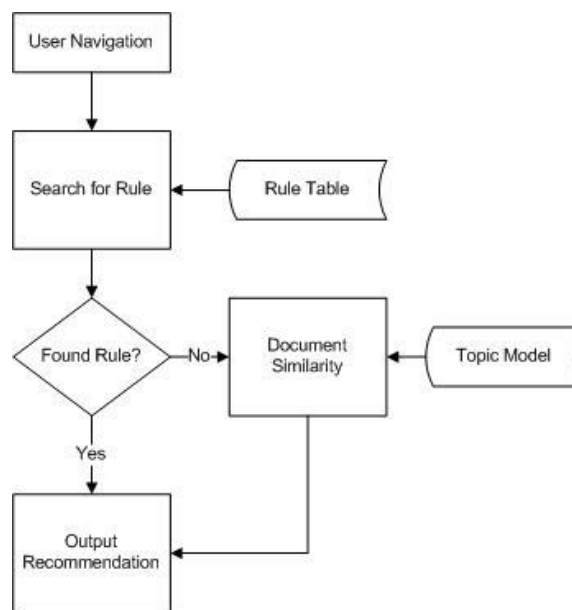 User Navigation
Search for Rule
Rule Table
Found Rule?
No
Document
Similarity
Topic Model
Yes
Output
Recommendation